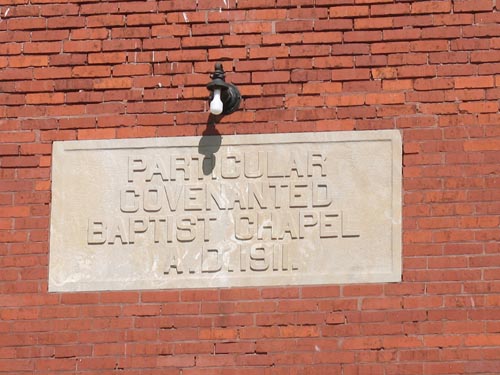 PARTICULAR
COVENANTED
BAPTIST CHAPEL
A.D. 1911.